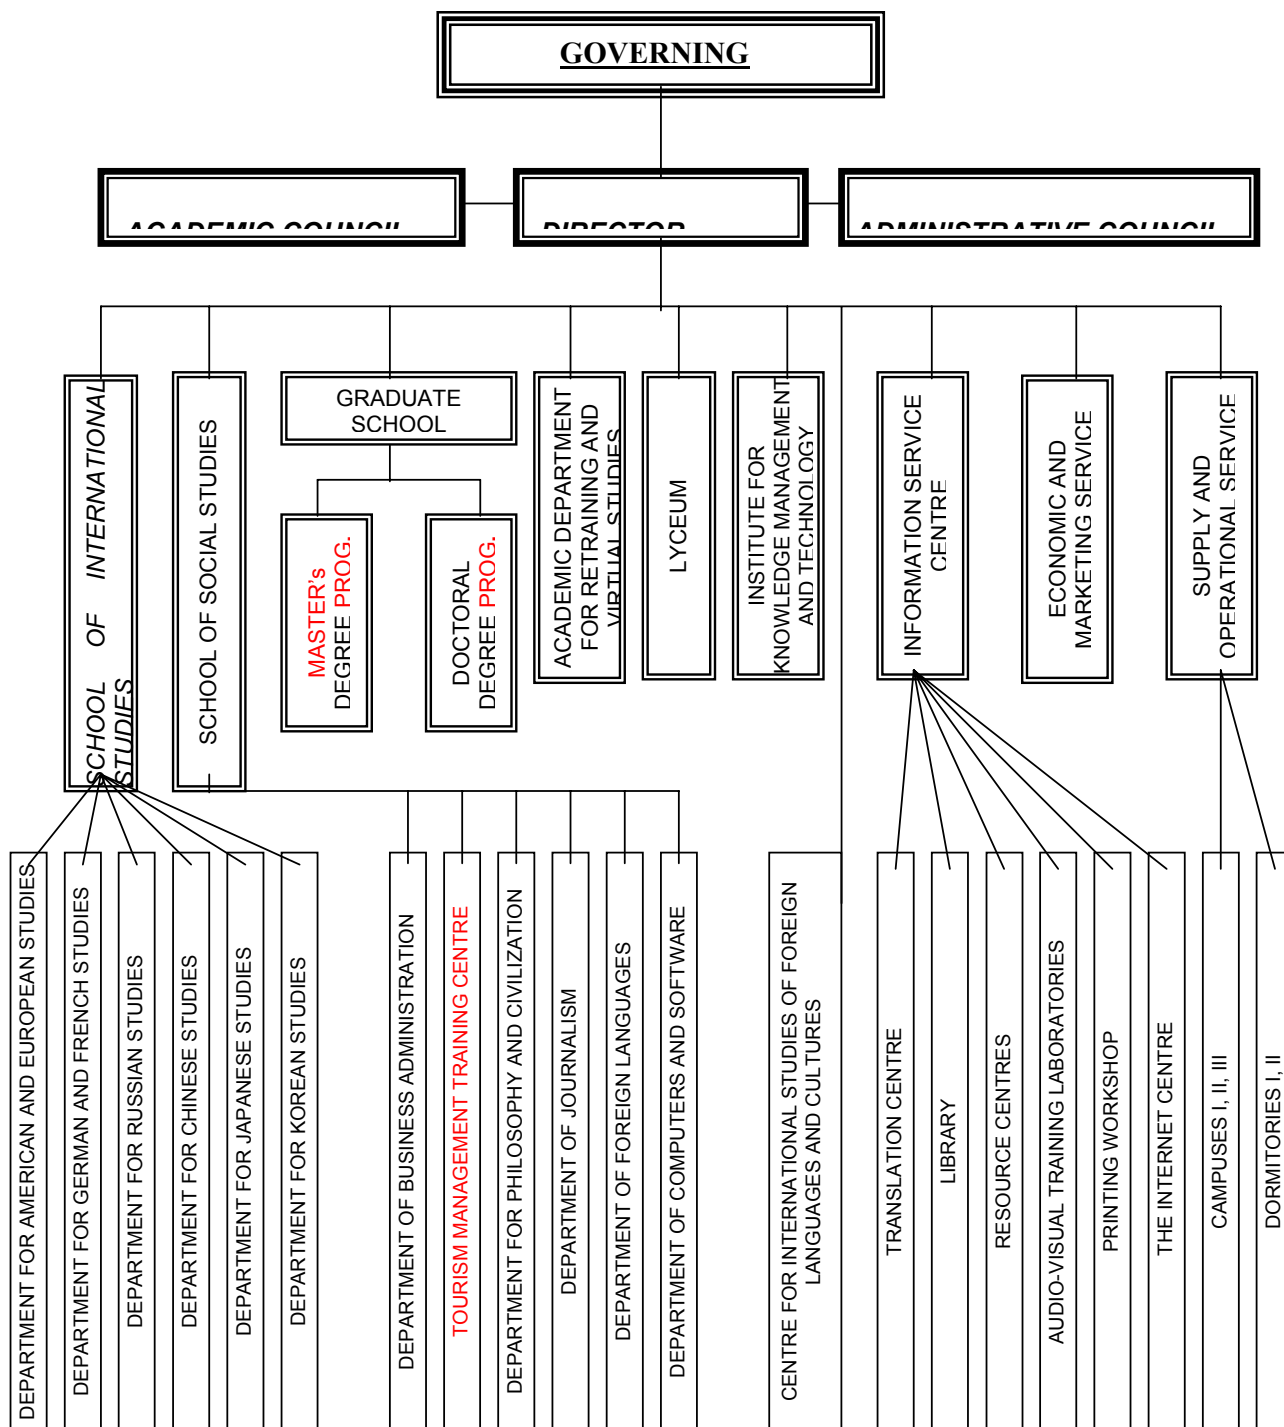 GOVERNING
ACADEMIC COUNCIL
DIRECTOR
ADMINISTRATIVE COUNCIL
SCHOOL OF INTERNATIONAL
STUDIES
SCHOOL OF SOCIAL STUDIES
GRADUATE
SCHOOL
MASTER's
DEGREE PROG.
DOCTORAL
DEGREE PROG.
ACADEMIC DEPARTMENT
FOR RETRAINING AND
VIRTUAL STUDIES
LYCEUM
INSTITUTE FOR
KNOWLEDGE MANAGEMENT
AND TECHNOLOGY
INFORMATION SERVICE
CENTRE
ECONOMIC AND
MARKETING SERVICE
SUPPLY AND
OPERATIONAL SERVICE
DEPARTMENT FOR AMERICAN AND EUROPEAN STUDIES
DEPARTMENT FOR GERMAN AND FRENCH STUDIES
DEPARTMENT FOR RUSSIAN STUDIES
DEPARTMENT FOR CHINESE STUDIES
DEPARTMENT FOR JAPANESE STUDIES
DEPARTMENT FOR KOREAN STUDIES
DEPARTMENT OF BUSINESS ADMINISTRATION
TOURISM MANAGEMENT TRAINING CENTRE
DEPARTMENT FOR PHILOSOPHY AND CIVILIZATION
DEPARTMENT OF JOURNALISM
DEPARTMENT OF FOREIGN LANGUAGES
DEPARTMENT OF COMPUTERS AND SOFTWARE
CENTRE FOR INTERNATIONAL STUDIES OF FOREIGN
LANGUAGES AND CULTURES
TRANSLATION CENTRE
LIBRARY
RESOURCE CENTRES
AUDIO-VISUAL TRAINING LABORATORIES
PRINTING WORKSHOP
THE INTERNET CENTRE
CAMPUSES I, II, III
DORMITORIES I, II